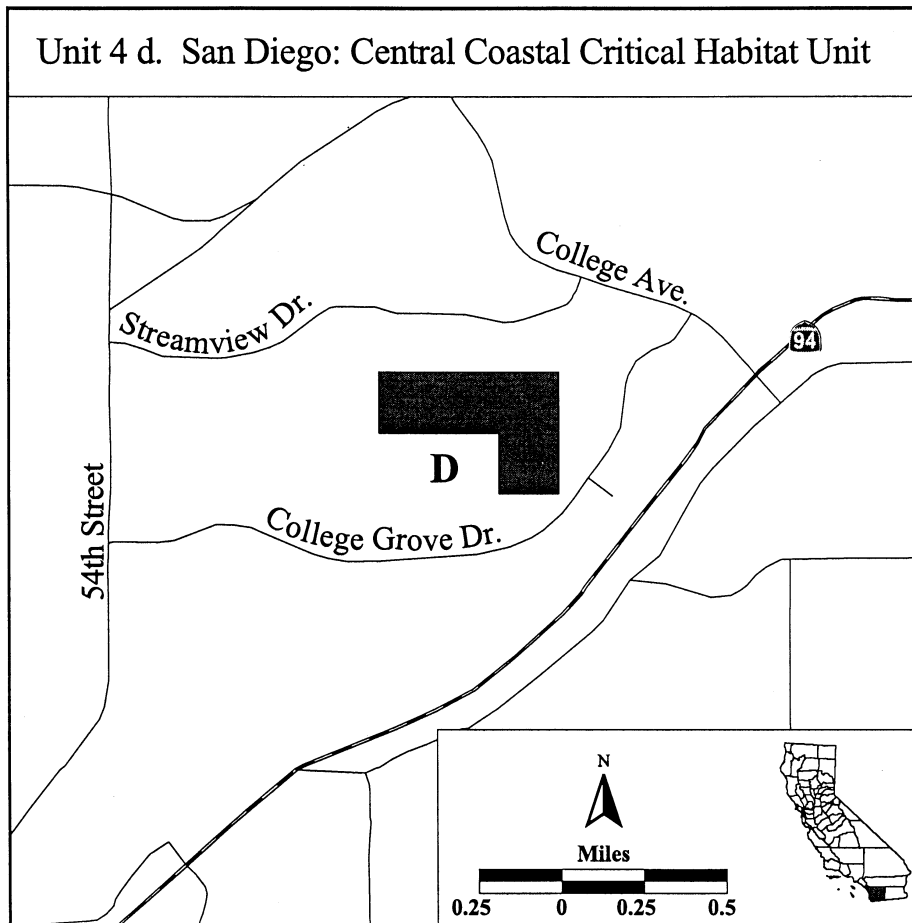 Unit 4 d. San Diego: Central Coastal Critical Habitat Unit
College Ave.
Streamview Dr.
94
D
54th Street
College Grove Dr.
N
Miles
0.25 0 0.25 0.5